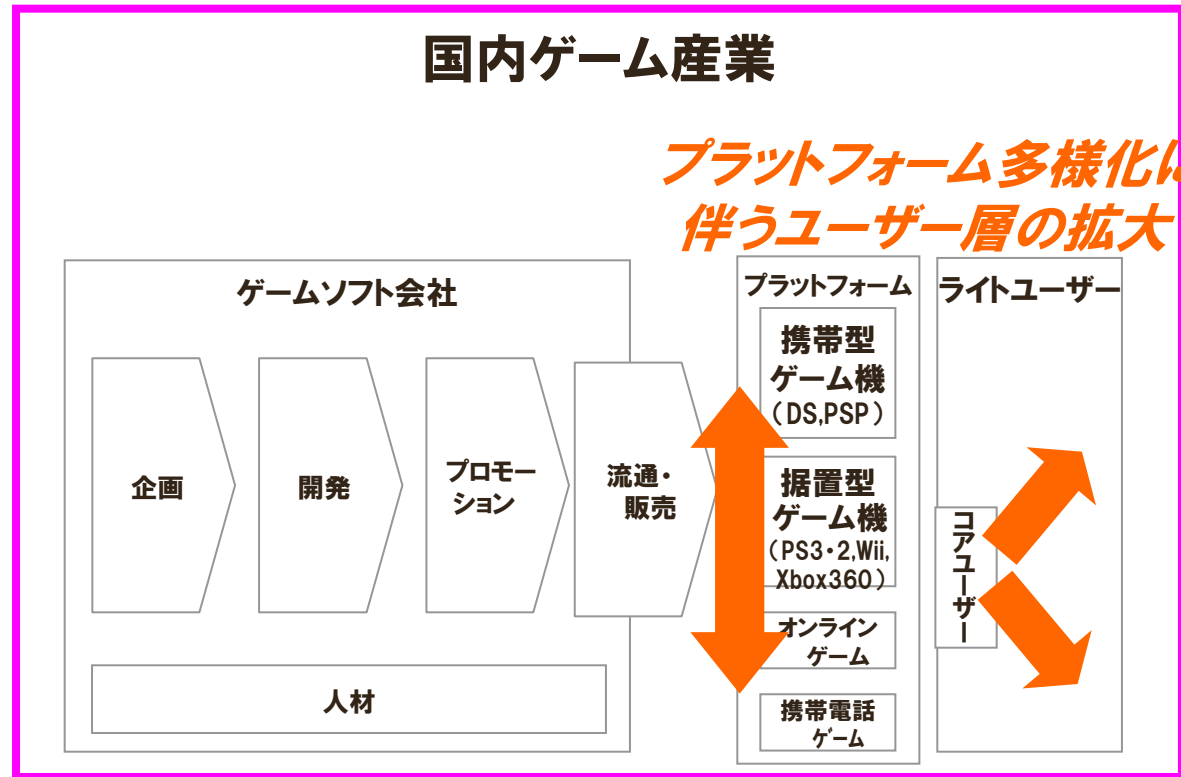 国内ゲーム産業
プラットフォーム多様化に
伴うユーザー層の拡大
ゲームソフト会社
企画
開発
プロモー
ション
流通・
販売
人材
プラットフォーム
携帯型
ゲーム機
(DS,PSP)
据置型
ゲーム機
(PS3・2,Wii,
Xbox360)
オンライン
ゲーム
携帯電話
ゲーム
ライトユーザー
コアユーザー